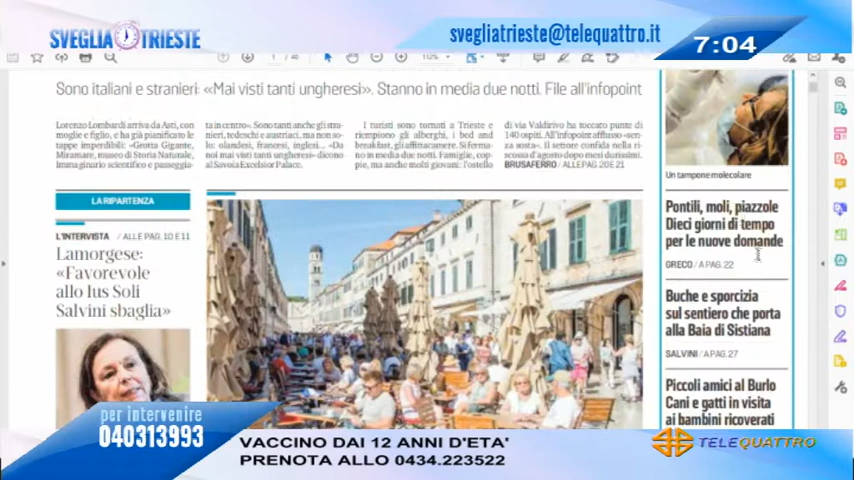 SVEGLIA TRIESTE
svegliatrieste@telequattro.it
7:04
1 / 40
112%
Sono italiani e stranieri: «Mai visti tanti ungheresi». Stanno in media due notti. File all'infopoint
Lorenzo Lombardi arriva da Asti, con
moglie e figlio, e ha già pianificato le
tappe imperdibili: «Grotta Gigante,
Miramare, museo di Storia Naturale,
Immaginario scientifico e passeggia-
ta in centro». Sono tanti anche gli stra-
nieri, tedeschi e austriaci, ma non so-
lo: olandesi, francesi, inglesi... «Da
noi mai visti tanti ungheresi» dicono
al Savoia Excelsior Palace.
I turisti sono tornati a Trieste e
riempiono gli alberghi, i bed and
breakfast, gli affittacamere. Si ferma-
no in media due notti. Famiglie, cop-
pie, ma anche molti giovani: l'ostello
di via Valdirivo ha toccato punte di
140 ospiti. All'infopoint afflusso «sen-
za sosta». Il settore confida nella ri-
scossa d'agosto dopo mesi durissimi.
BRUSAFERRO / ALLE PAG. 20 E 21
LA RIPARTENZA
L'INTERVISTA / ALLE PAG. 10 E 11
Lamorgese:
«Favorevole
allo Ius Soli
Salvini sbaglia»
Un tampone molecolare
Pontili, moli, piazzole
Dieci giorni di tempo
per le nuove domande
GRECO / A PAG. 22
Buche e sporcizia
sul sentiero che porta
alla Baia di Sistiana
SALVINI / A PAG. 27
Piccoli amici al Burlo
Cani e gatti in visita
ai bambini ricoverati
per intervenire
040313993
VACCINO DAI 12 ANNI D'ETA'
PRENOTA ALLO 0434.223522
TELEQUATTRO